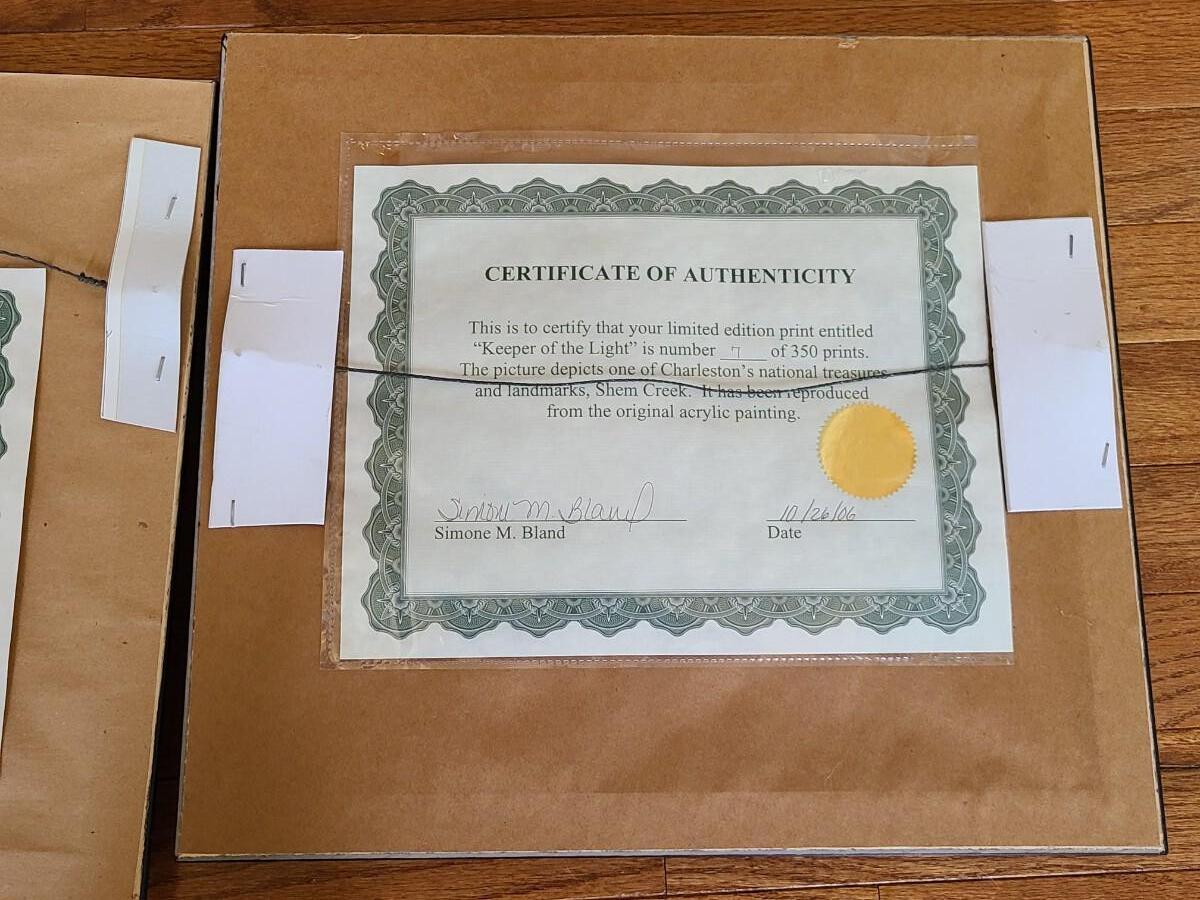 CERTIFICATE OF AUTHENTICITY
This is to certify that your limited edition print entitled
“Keeper of the Light” is number 7 of 350 prints.
The picture depicts one of Charleston’s national treasures
and landmarks, Shem Creek. It has been reproduced
from the original acrylic painting.
Simone M. Bland 10/26/06
Simone M. Bland Date